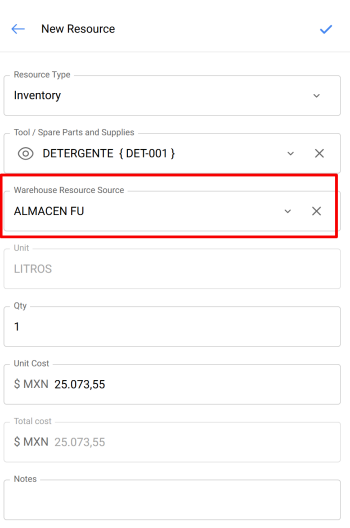 New Resource
Resource Type
Inventory
Tool / Spare Parts and Supplies
DETERGENTE { DET-001 }
Warehouse Resource Source
ALMACEN FU
Unit
LITROS
Qty
1
Unit Cost
$ MXN 25.073,55
Total cost
$ MXN 25.073,55
Notes